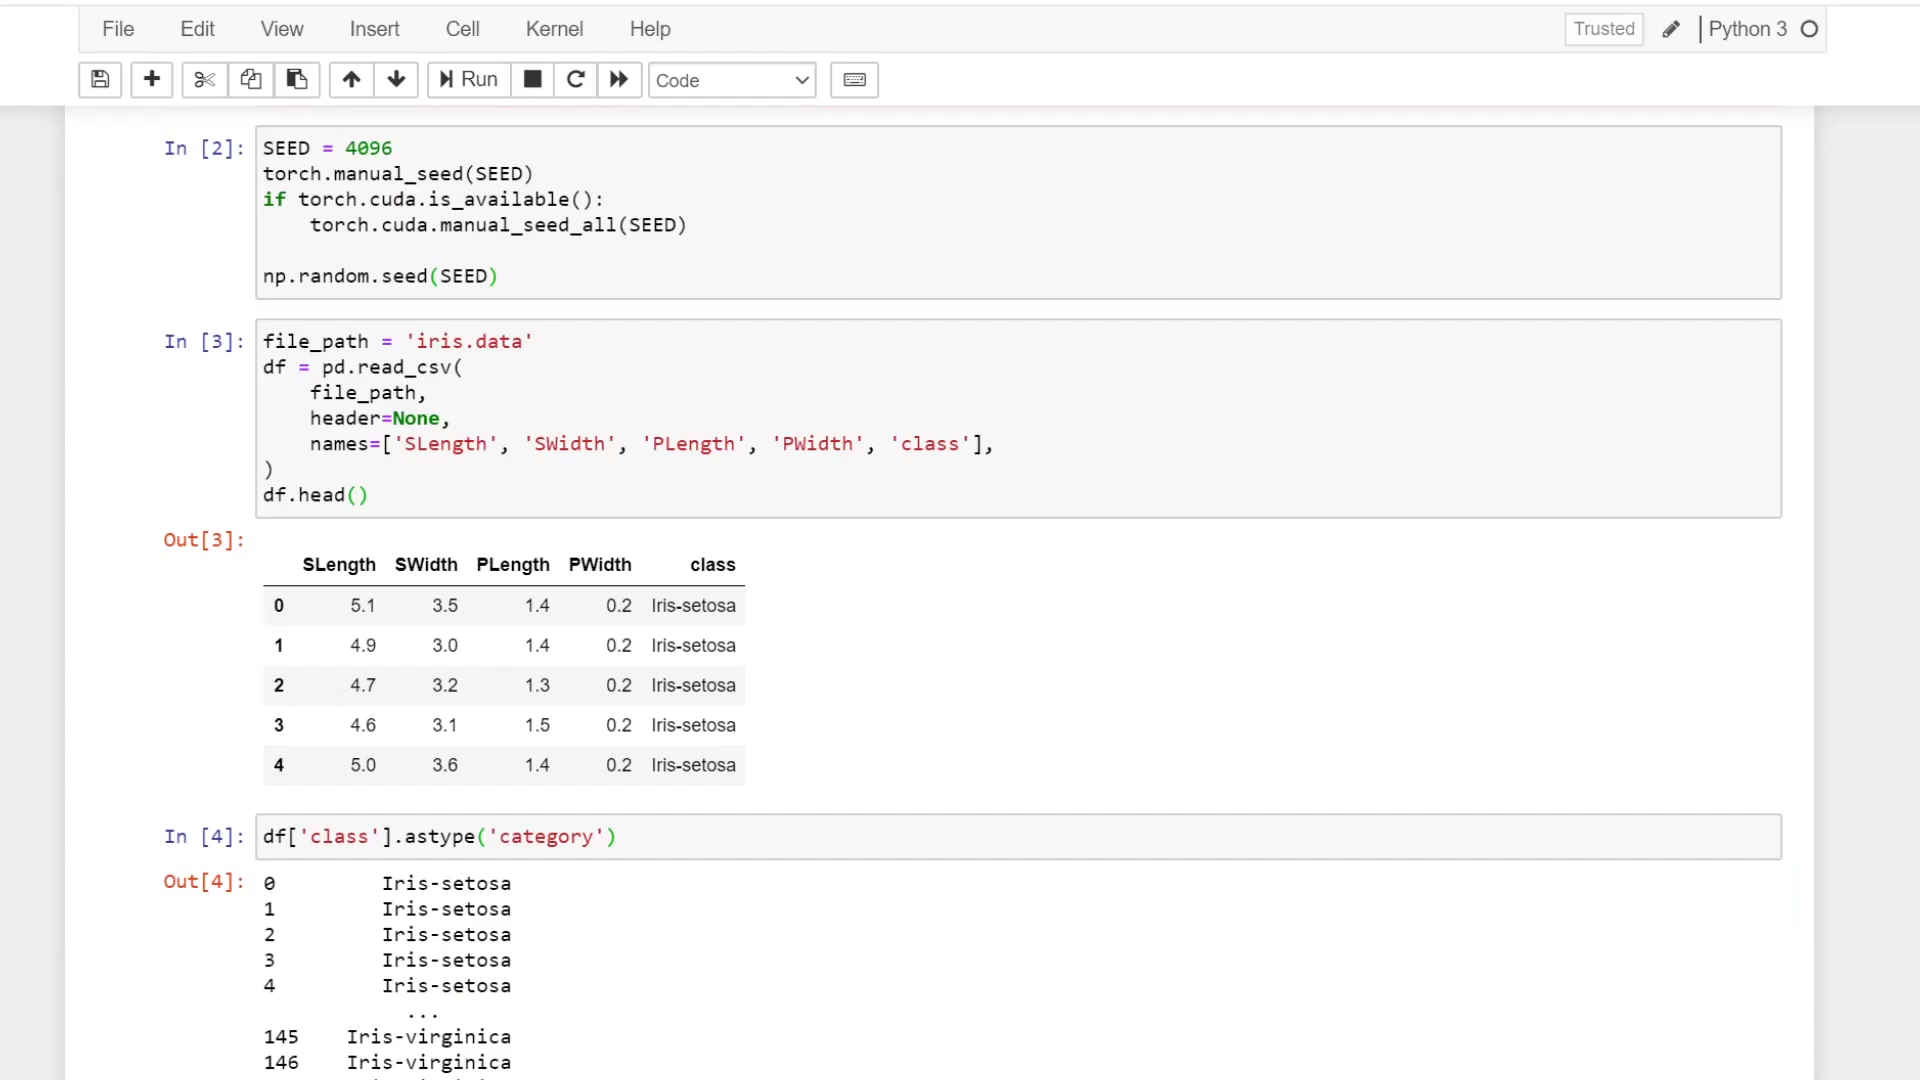 File Edit View Insert Cell Kernel Help Trusted Python 3
Run Code
In [2]: SEED = 4096
torch.manual_seed(SEED)
if torch.cuda.is_available():
    torch.cuda.manual_seed_all(SEED)
np.random.seed(SEED)
In [3]: file_path = 'iris.data'
df = pd.read_csv(
    file_path,
    header=None,
    names=['SLength', 'SWidth', 'PLength', 'PWidth', 'class'],
)
df.head()
Out[3]:
SLength SWidth PLength PWidth class
0 5.1 3.5 1.4 0.2 Iris-setosa
1 4.9 3.0 1.4 0.2 Iris-setosa
2 4.7 3.2 1.3 0.2 Iris-setosa
3 4.6 3.1 1.5 0.2 Iris-setosa
4 5.0 3.6 1.4 0.2 Iris-setosa
In [4]: df['class'].astype('category')
Out[4]: 0 Iris-setosa
1 Iris-setosa
2 Iris-setosa
3 Iris-setosa
4 Iris-setosa
...
145 Iris-virginica
146 Iris-virginica